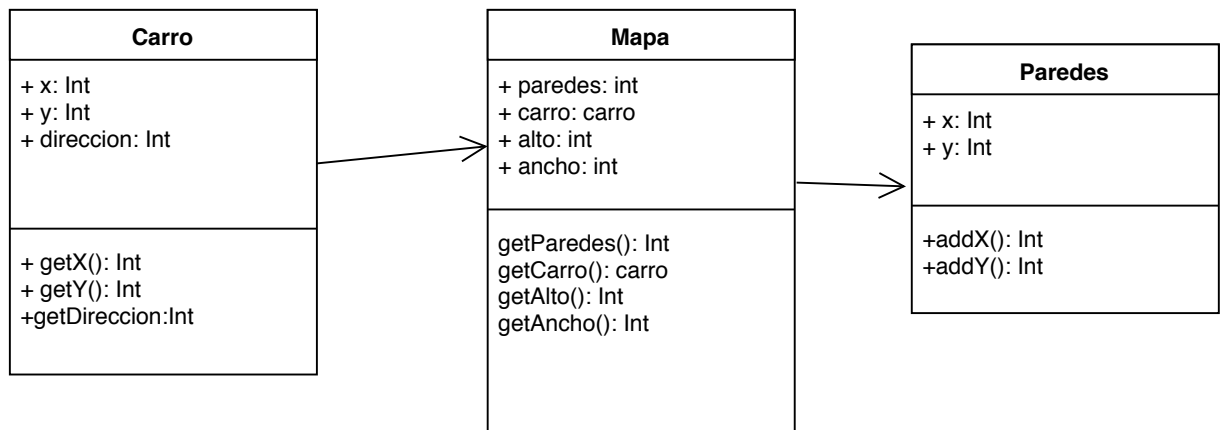 Carro
+ x: Int
+ y: Int
+ direccion: Int
+ getX(): Int
+ getY(): Int
+getDireccion:Int
Mapa
+ paredes: int
+ carro: carro
+ alto: int
+ ancho: int
getParedes(): Int
getCarro(): carro
getAlto(): Int
getAncho(): Int
Paredes
+ x: Int
+ y: Int
+addX(): Int
+addY(): Int